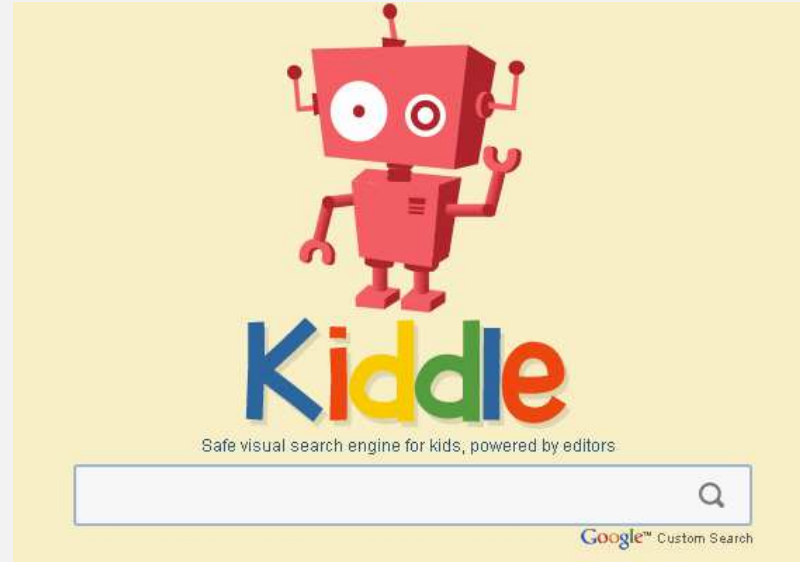 Kiddle
Safe visual search engine for kids, powered by editors
Google™ Custom Search